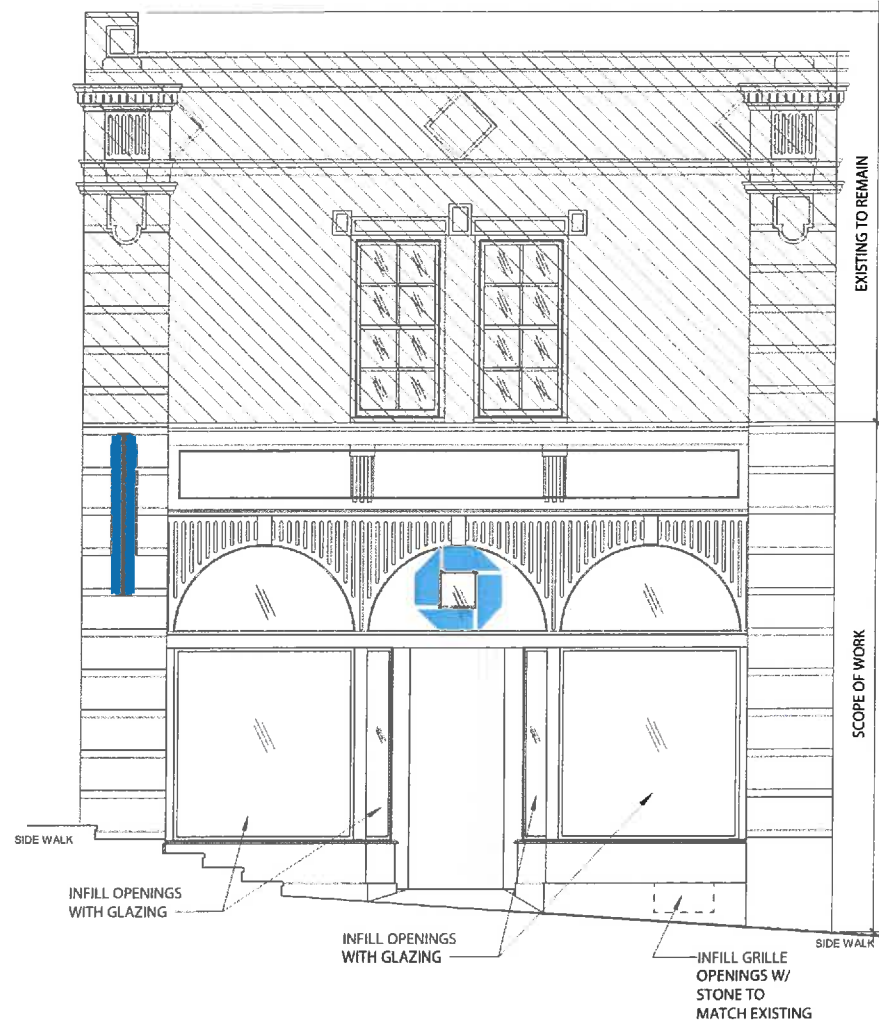 EXISTING TO REMAIN
SCOPE OF WORK
SIDE WALK
INFILL OPENINGS
WITH GLAZING
INFILL OPENINGS
WITH GLAZING
SIDE WALK
INFILL GRILLE
OPENINGS W/
STONE TO
MATCH EXISTING